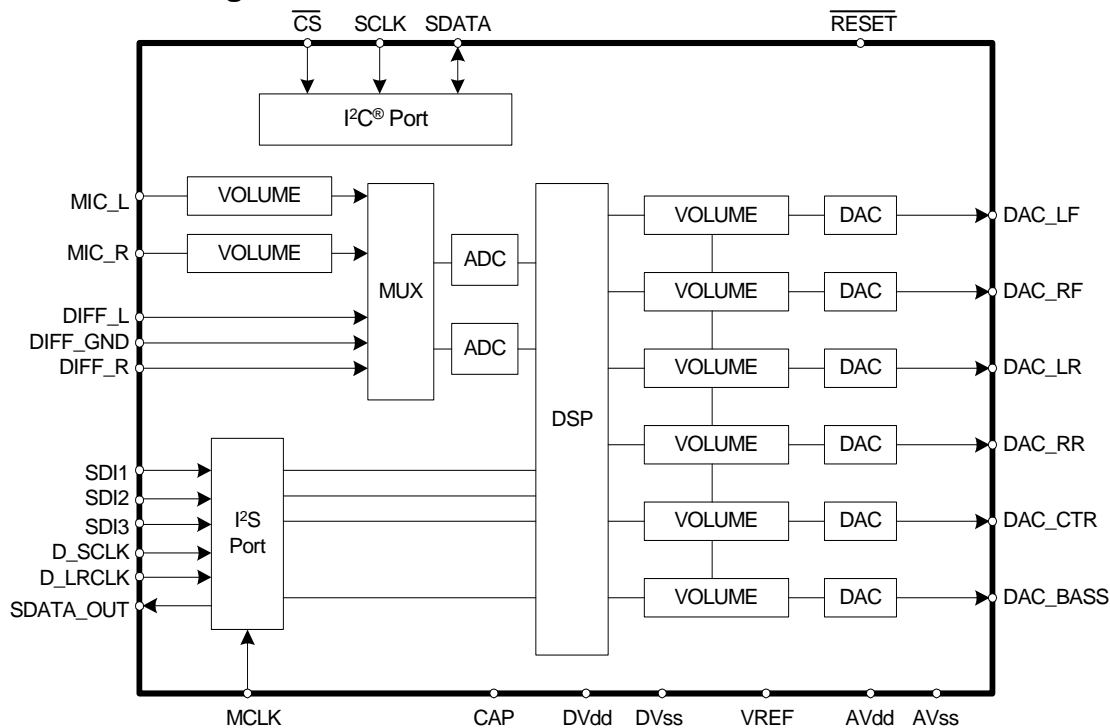 CS SCLK SDATA RESET
I²C® Port
MIC_L VOLUME VOLUME DAC DAC_LF
MIC_R VOLUME MUX ADC DSP VOLUME DAC DAC_RF
DIFF_L
DIFF_GND ADC
DIFF_R VOLUME DAC DAC_LR
SDI1 VOLUME DAC DAC_RR
SDI2
SDI3 I²S Port VOLUME DAC DAC_CTR
D_SCLK
D_LRCLK
SDATA_OUT VOLUME DAC DAC_BASS
MCLK CAP DVdd DVss VREF AVdd AVss